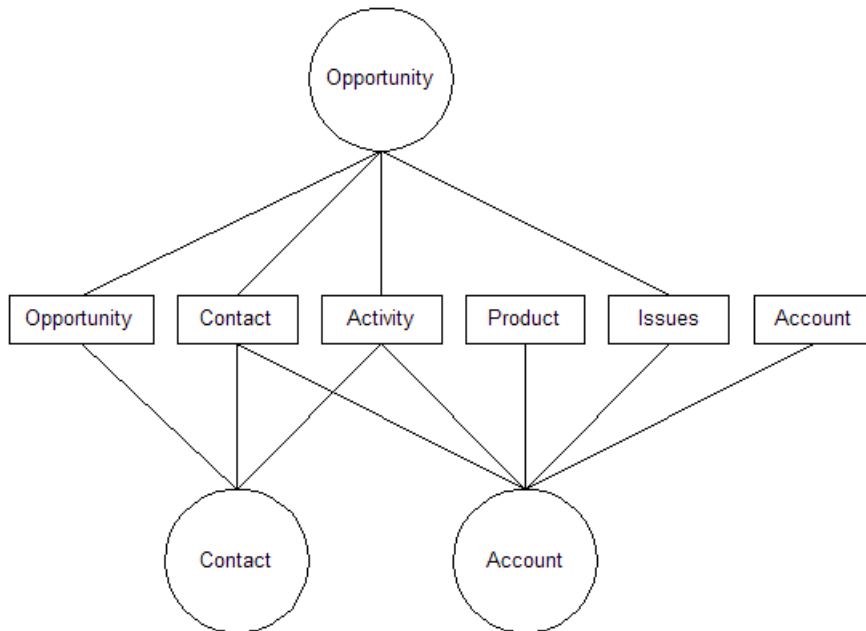 Opportunity
Opportunity
Contact
Activity
Product
Issues
Account
Contact
Account